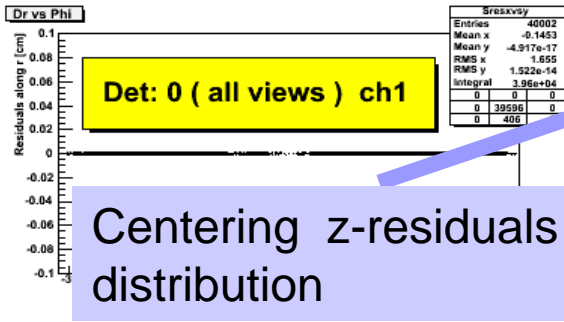 Dr vs Phi
Sresxvsy
Entries 40002
Mean x -0.1453
Mean y -4.917e-17
RMS x 1.655
RMS y 1.522e-14
Integral 3.96e+04
0 0 0
0 39596 0
0 406
Residuals along r [cm]
0.1
0.08
0.06
0.04
0.02
0
-0.02
-0.04
-0.06
-0.08
-0.1
Det: 0 ( all views ) ch1
Centering z-residuals
distribution